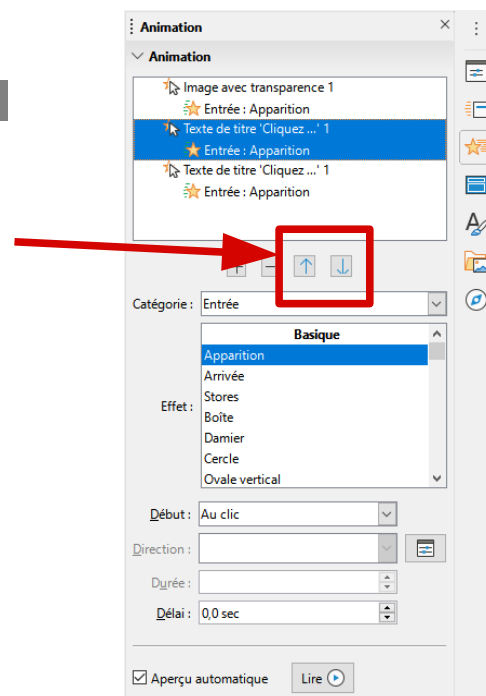 Animation
Animation
Image avec transparence 1
Entrée : Apparition
Texte de titre 'Cliquez ...' 1
Entrée : Apparition
Texte de titre 'Cliquez ...' 1
Entrée : Apparition
Catégorie : Entrée
Basique
Apparition
Arrivée
Stores
Effet :
Boîte
Damier
Cercle
Ovale vertical
Début : Au clic
Direction :
Durée :
Délai : 0,0 sec
Aperçu automatique Lire